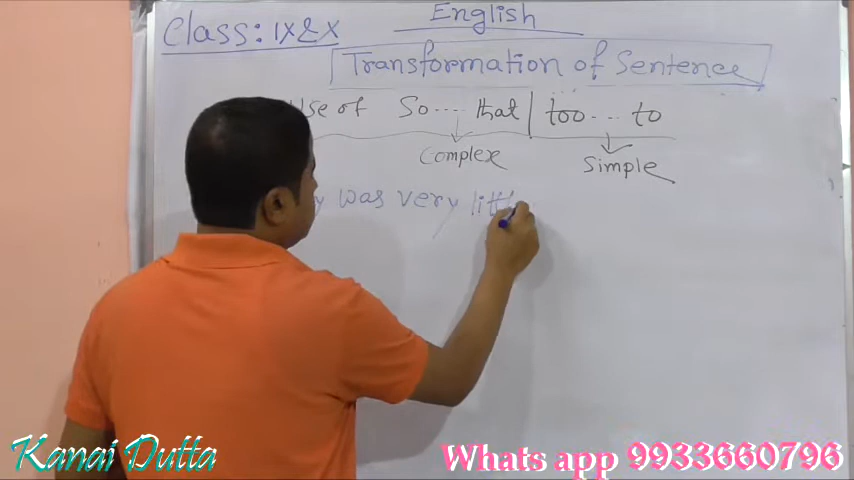 English
Class: IX & X
Transformation of Sentence
use of So.... that | too... to
Complex
Simple
was very
Kanai Dutta
Whats app 9933660796